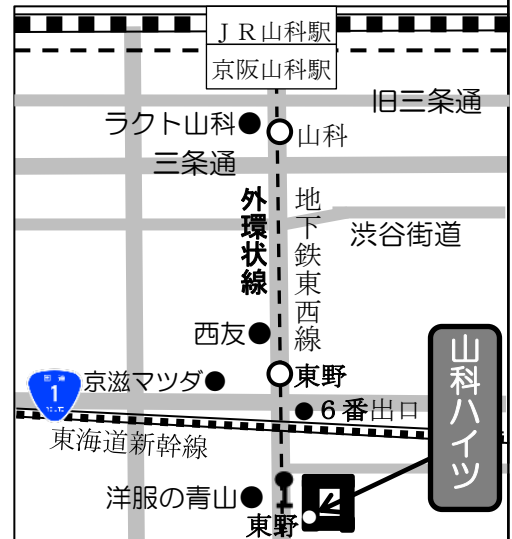 JR山科駅
京阪山科駅
旧三条通
ラクト山科
山科
三条通
外環状線
地下鉄東西線
渋谷街道
西友
山科ハイツ
東野
京滋マツダ
1
6番出口
東海道新幹線
洋服の青山
東野